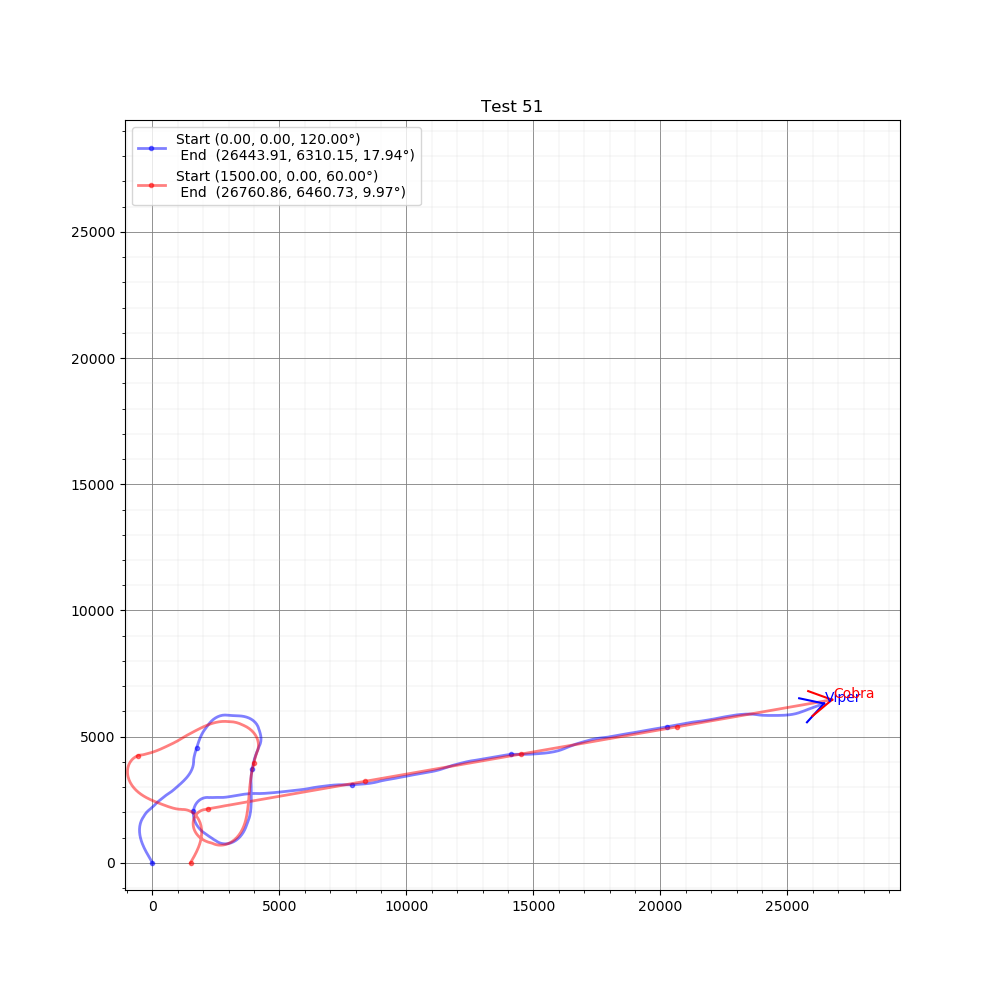 Test 51
Start (0.00, 0.00, 120.00°)
End (26443.91, 6310.15, 17.94°)
Start (1500.00, 0.00, 60.00°)
End (26760.86, 6460.73, 9.97°)
25000
20000
15000
10000
5000
0
Cobra
Viper
0 5000 10000 15000 20000 25000